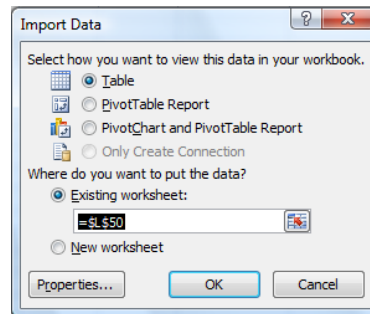 Import Data
Select how you want to view this data in your workbook.
Table
PivotTable Report
PivotChart and PivotTable Report
Only Create Connection
Where do you want to put the data?
Existing worksheet:
=$L$50
New worksheet
Properties... OK Cancel